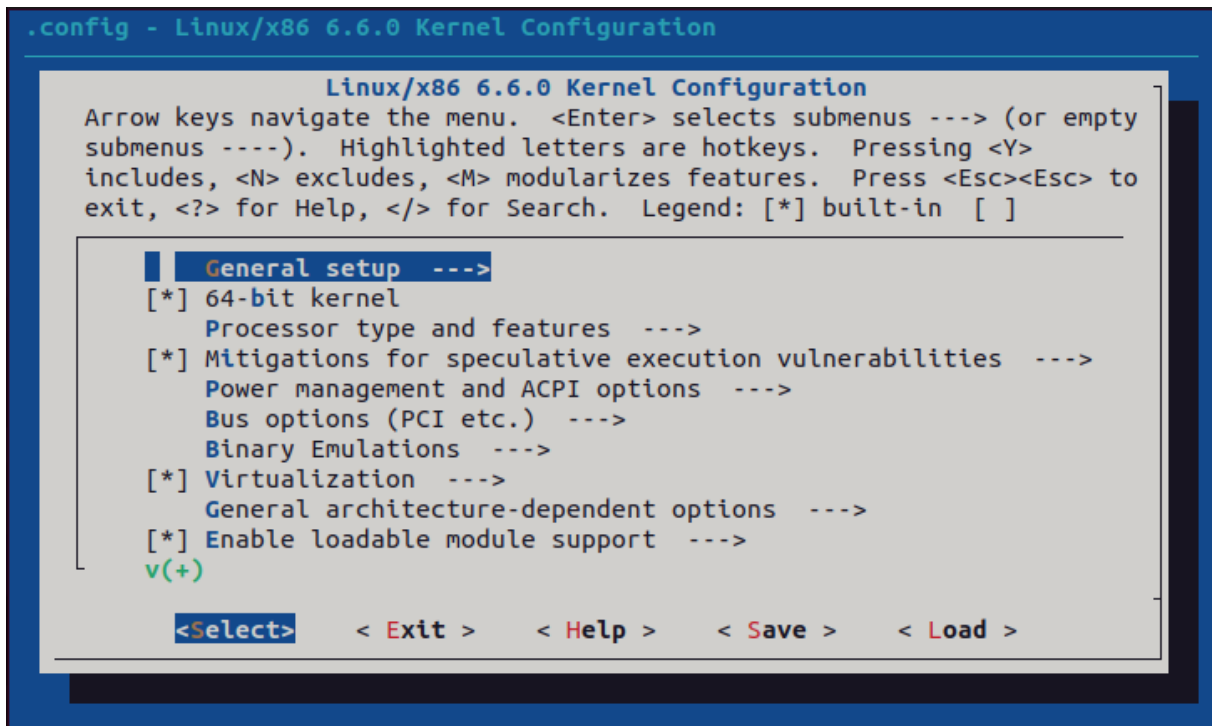 .config - Linux/x86 6.6.0 Kernel Configuration
Linux/x86 6.6.0 Kernel Configuration
Arrow keys navigate the menu.  <Enter> selects submenus ---> (or empty
submenus ----).  Highlighted letters are hotkeys.  Pressing <Y>
includes, <N> excludes, <M> modularizes features.  Press <Esc><Esc> to
exit, <?> for Help, </> for Search.  Legend: [*] built-in  [ ]
General setup  --->
[*] 64-bit kernel
Processor type and features  --->
[*] Mitigations for speculative execution vulnerabilities  --->
Power management and ACPI options  --->
Bus options (PCI etc.)  --->
Binary Emulations  --->
[*] Virtualization  --->
General architecture-dependent options  --->
[*] Enable loadable module support  --->
v(+)
<Select>    < Exit >    < Help >    < Save >    < Load >